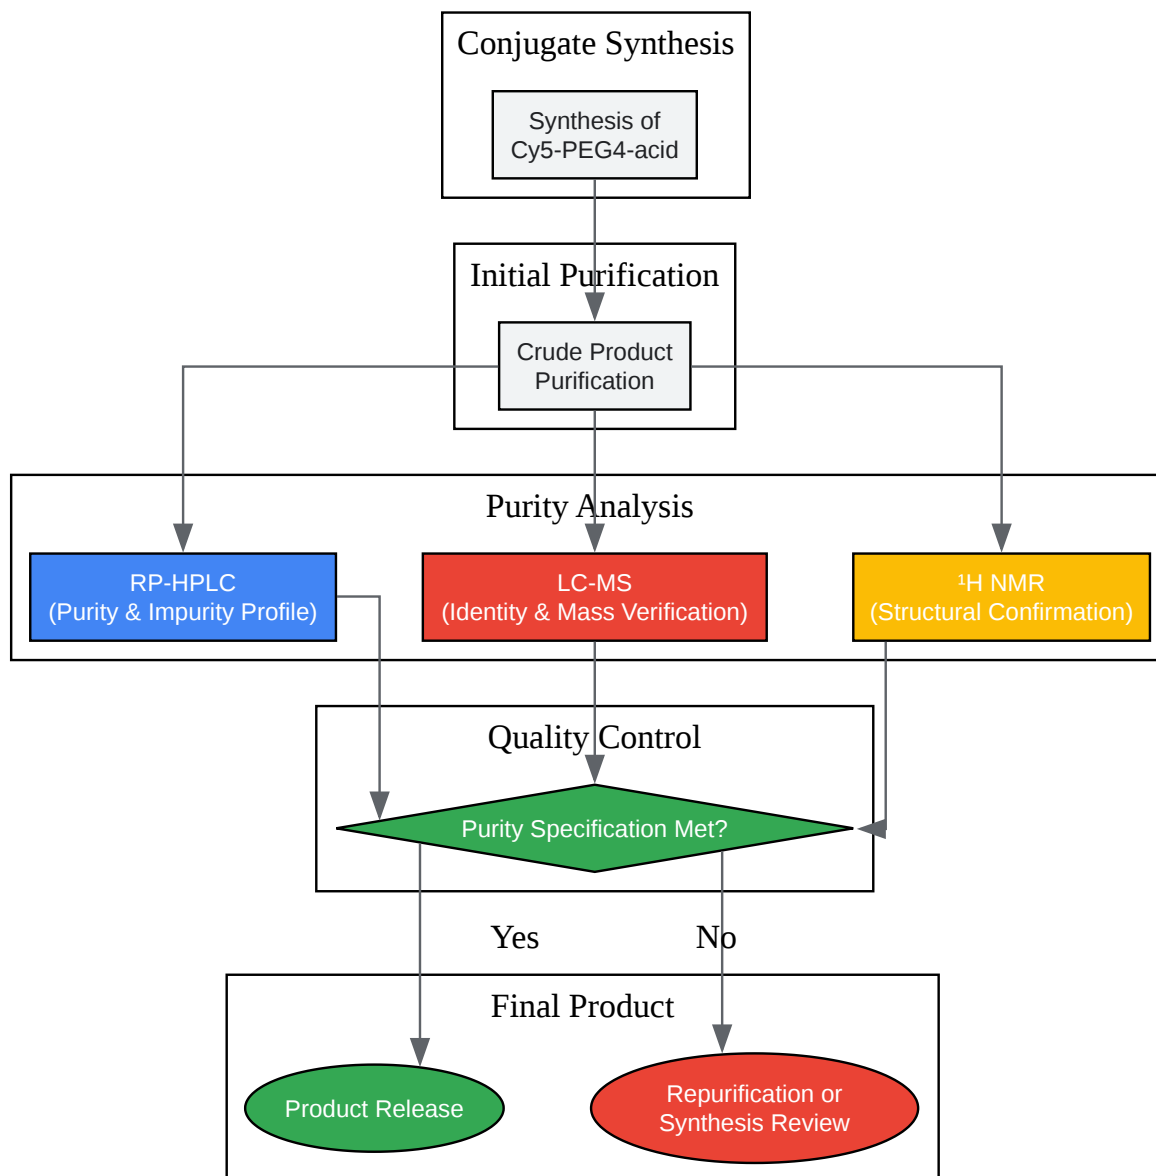 Conjugate Synthesis
Synthesis of
Cy5-PEG4-acid
Initial Purification
Crude Product
Purification
Purity Analysis
RP-HPLC
(Purity & Impurity Profile)
LC-MS
(Identity & Mass Verification)
¹H NMR
(Structural Confirmation)
Quality Control
Purity Specification Met?
Yes
No
Final Product
Product Release
Repurification or
Synthesis Review